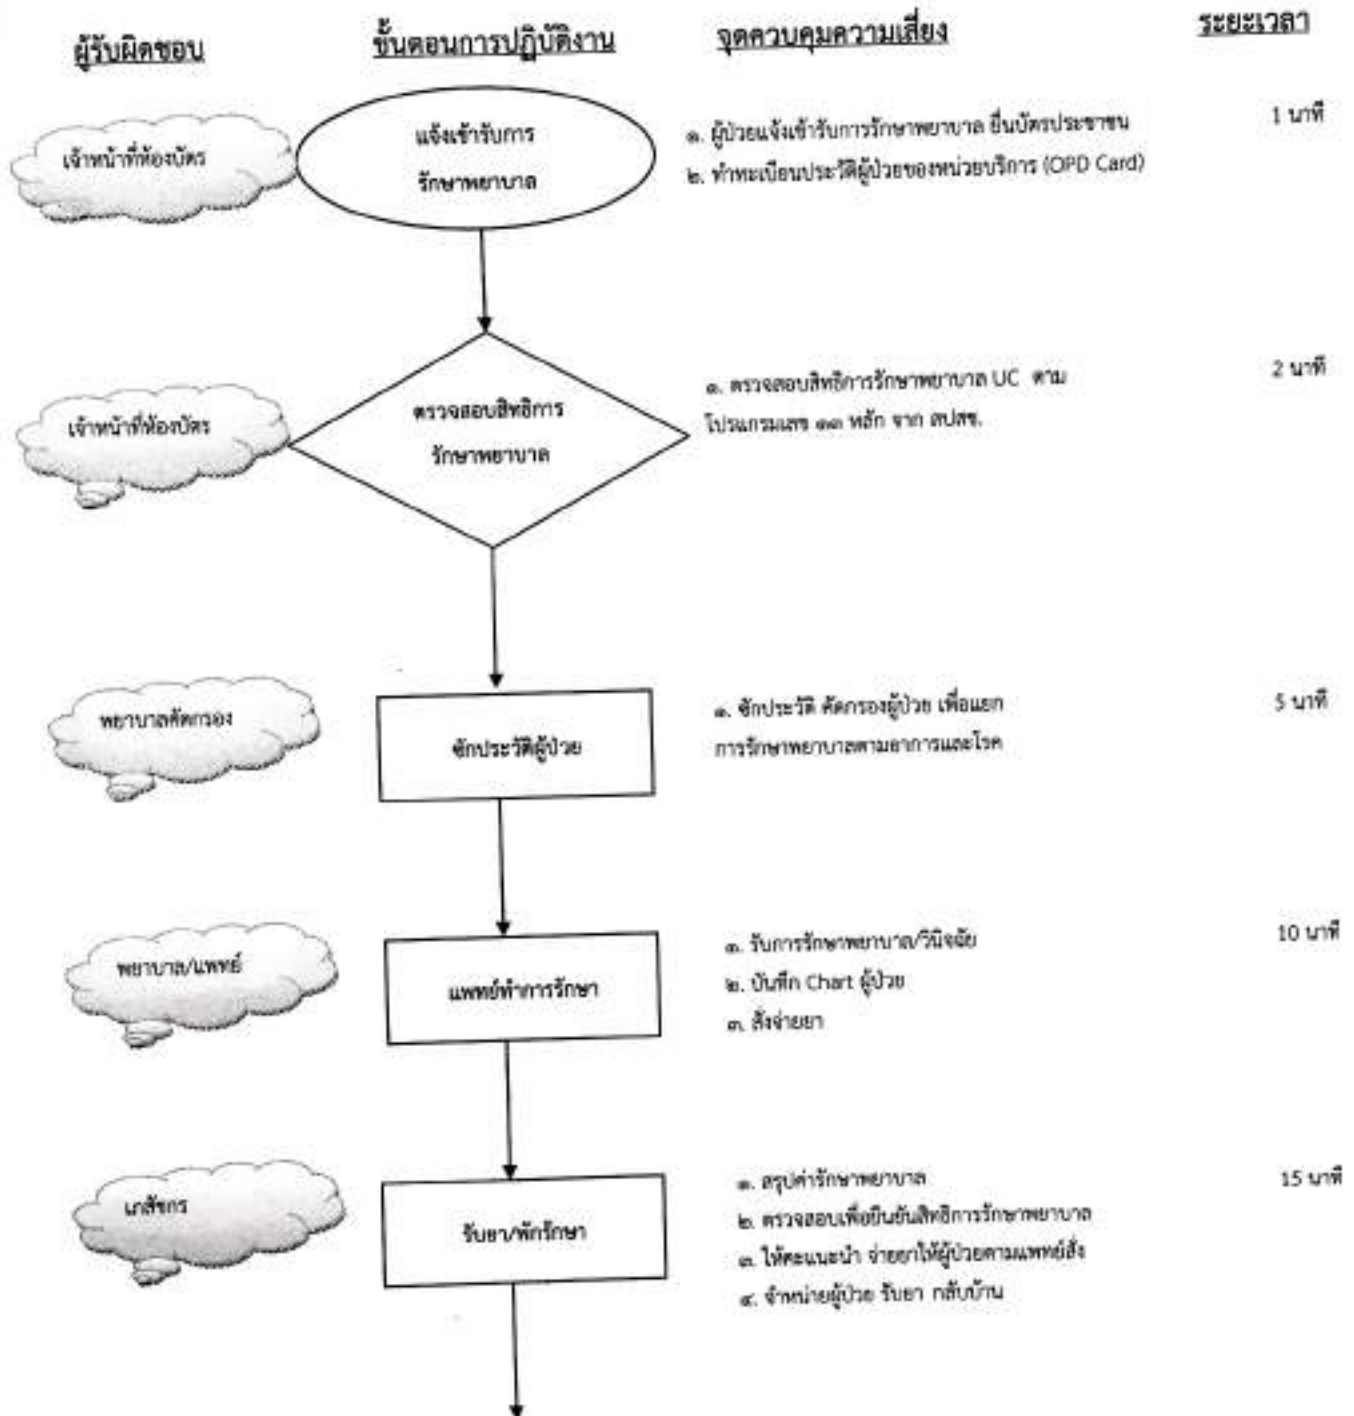 ผู้รับผิดชอบ ขั้นตอนการปฏิบัติงาน จุดควบคุมความเสี่ยง ระยะเวลา
เจ้าหน้าที่ห้องบัตร
แจ้งเข้ารับการ
รักษาพยาบาล
๑. ผู้ป่วยแจ้งเข้ารับการรักษาพยาบาล ยื่นบัตรประชาชน
๒. ทำทะเบียนประวัติผู้ป่วยของหน่วยบริการ (OPD Card)
1 นาที
เจ้าหน้าที่ห้องบัตร
ตรวจสอบสิทธิการ
รักษาพยาบาล
๑. ตรวจสอบสิทธิการรักษาพยาบาล UC ตาม
โปรแกรมเลข ๑๓ หลัก จาก สปสช.
2 นาที
พยาบาลคัดกรอง
ซักประวัติผู้ป่วย
๑. ซักประวัติ คัดกรองผู้ป่วย เพื่อแยก
การรักษาพยาบาลตามอาการและโรค
5 นาที
พยาบาล/แพทย์
แพทย์ทำการรักษา
๑. รับการรักษาพยาบาล/วินิจฉัย
๒. บันทึก Chart ผู้ป่วย
๓. สั่งจ่ายยา
10 นาที
เภสัชกร
รับยา/พักรักษา
๑. สรุปค่ารักษาพยาบาล
๒. ตรวจสอบเพื่อยืนยันสิทธิการรักษาพยาบาล
๓. ให้คะแนะนำ จ่ายยาให้ผู้ป่วยตามแพทย์สั่ง
๔. จำหน่ายผู้ป่วย รับยา กลับบ้าน
15 นาที